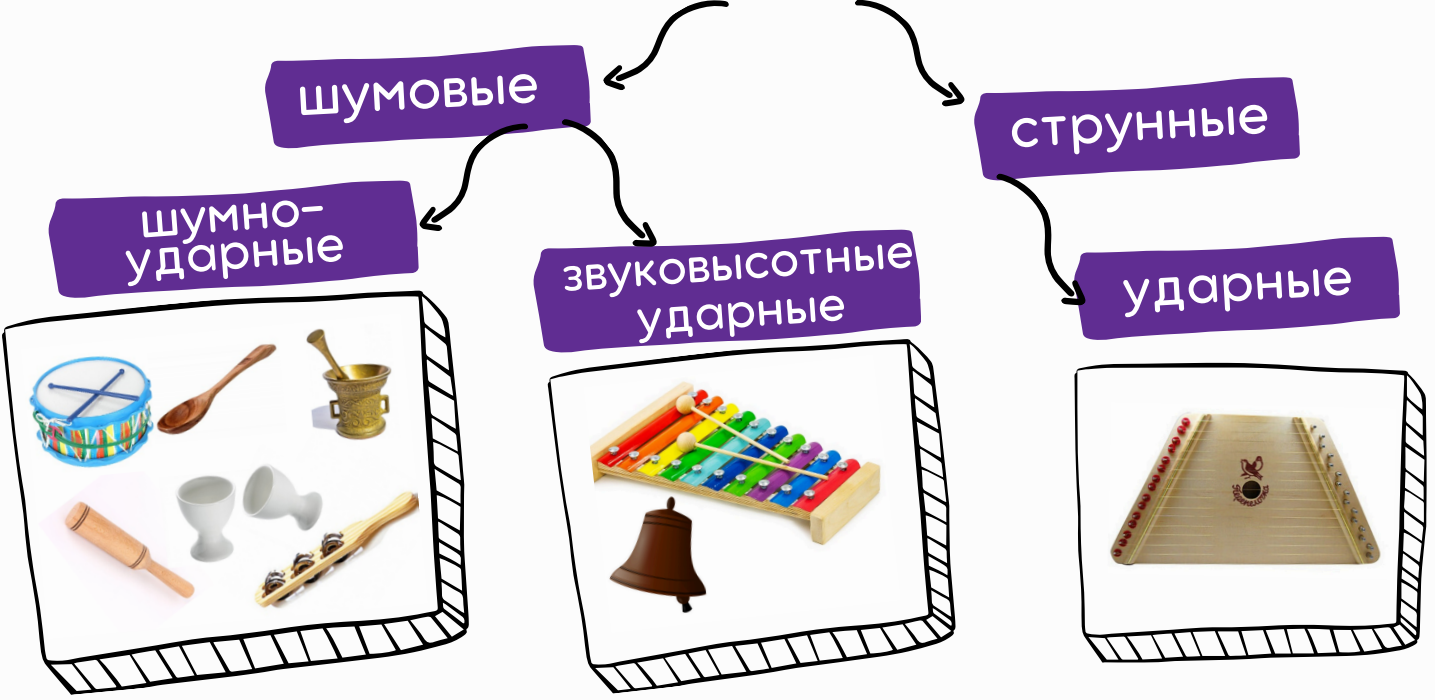 шумовые
струнные
шумно-
ударные
звуковысотные
ударные
ударные